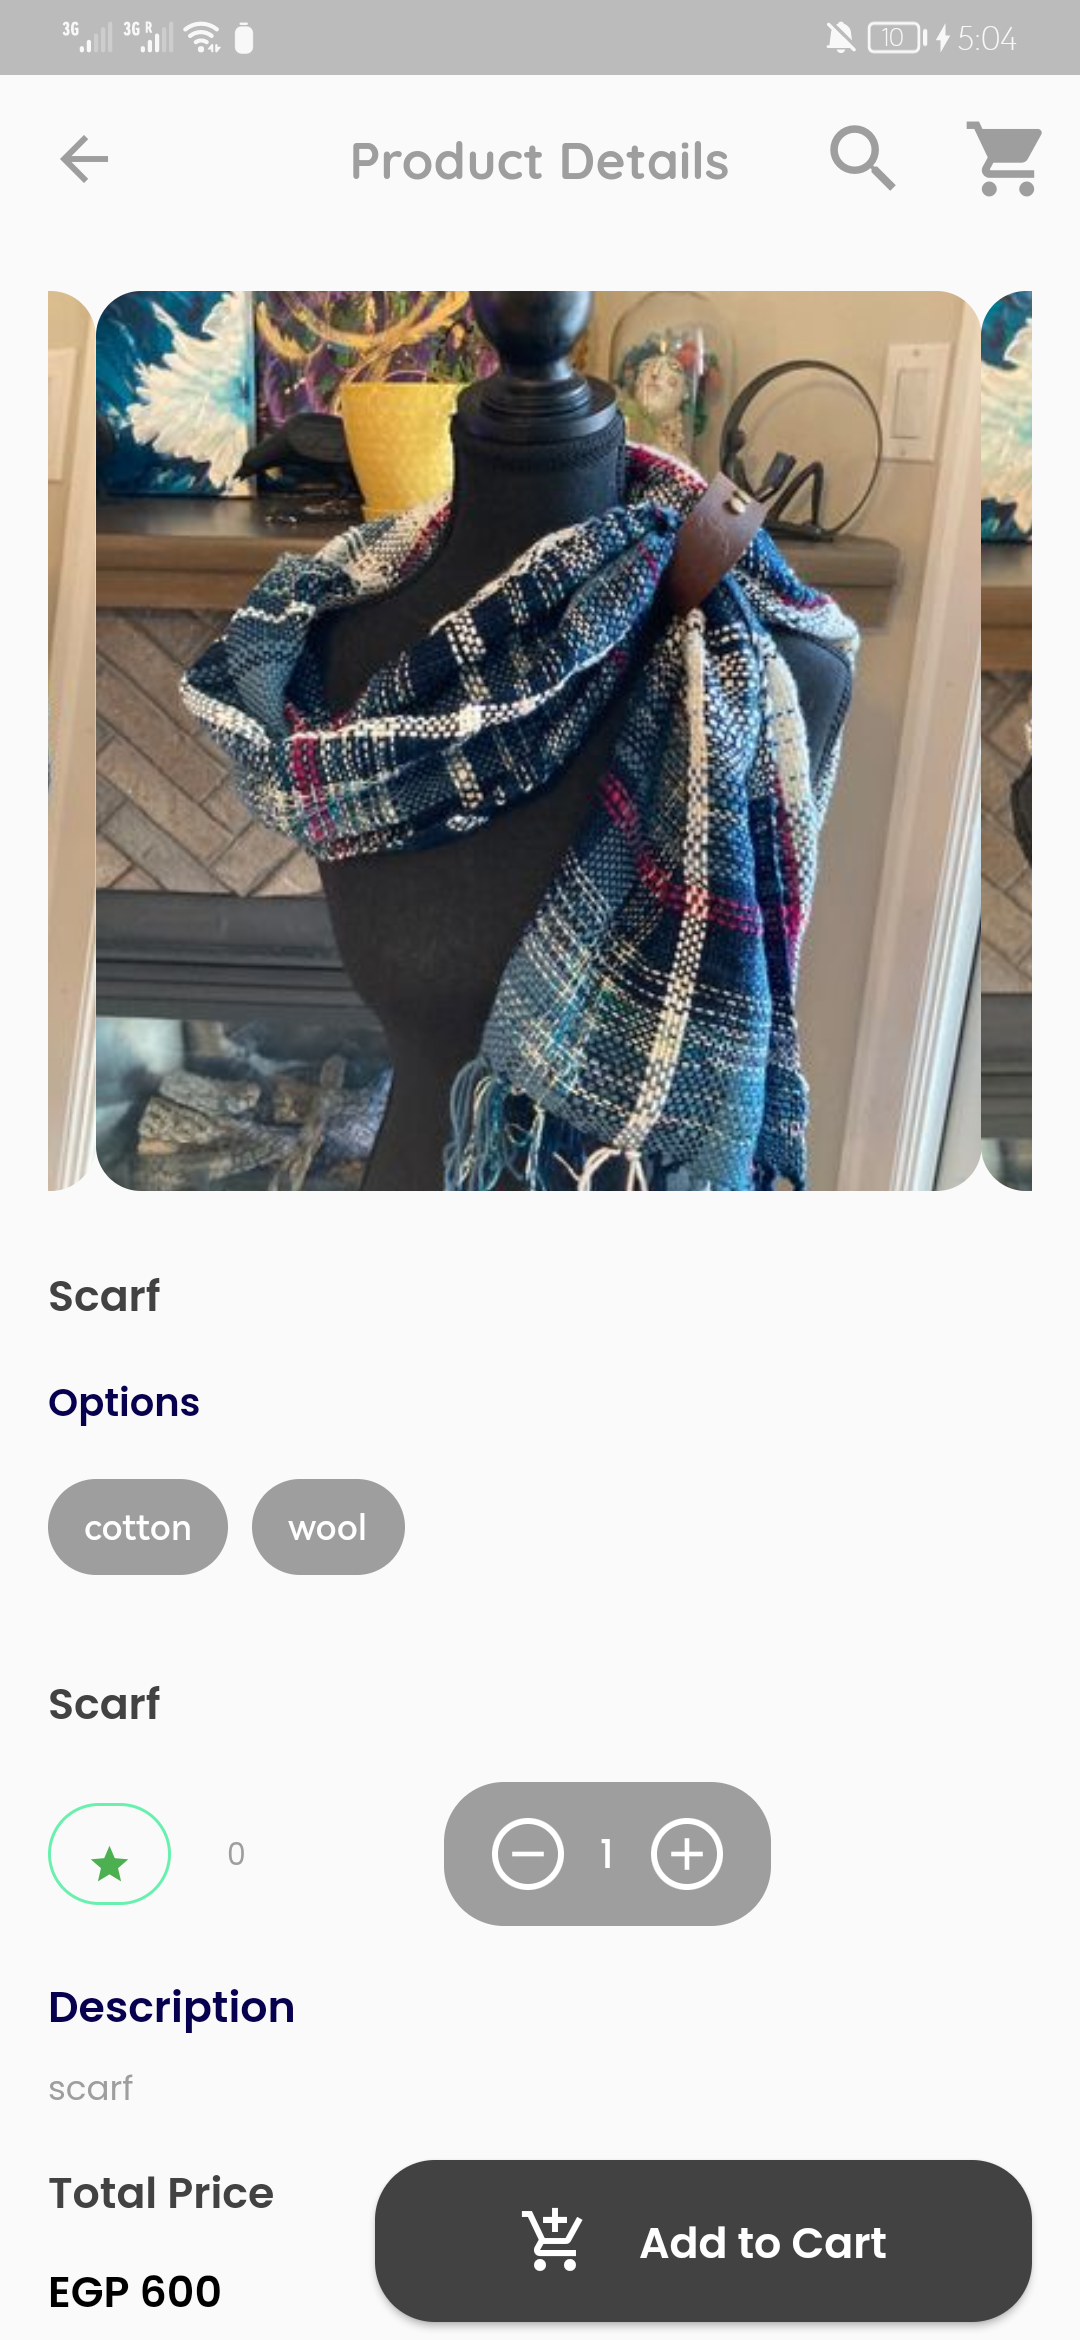 3G 3G R 10 5:04
Product Details
Scarf
Options
cotton wool
Scarf
0 1
Description
scarf
Total Price
Add to Cart
EGP 600